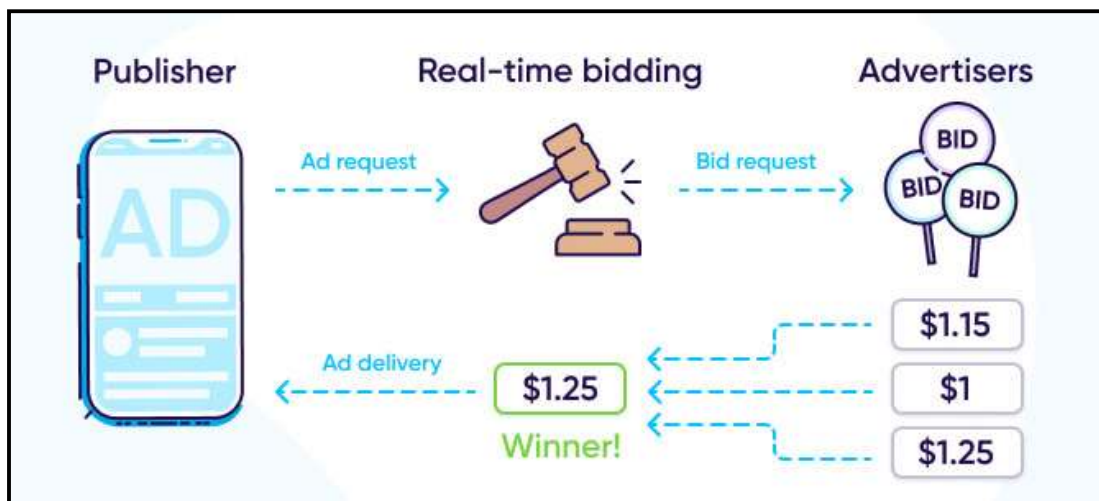 Publisher
Real-time bidding
Advertisers
Ad request
Bid request
BID
BID
BID
AD
$1.15
Ad delivery
$1.25
$1
Winner!
$1.25